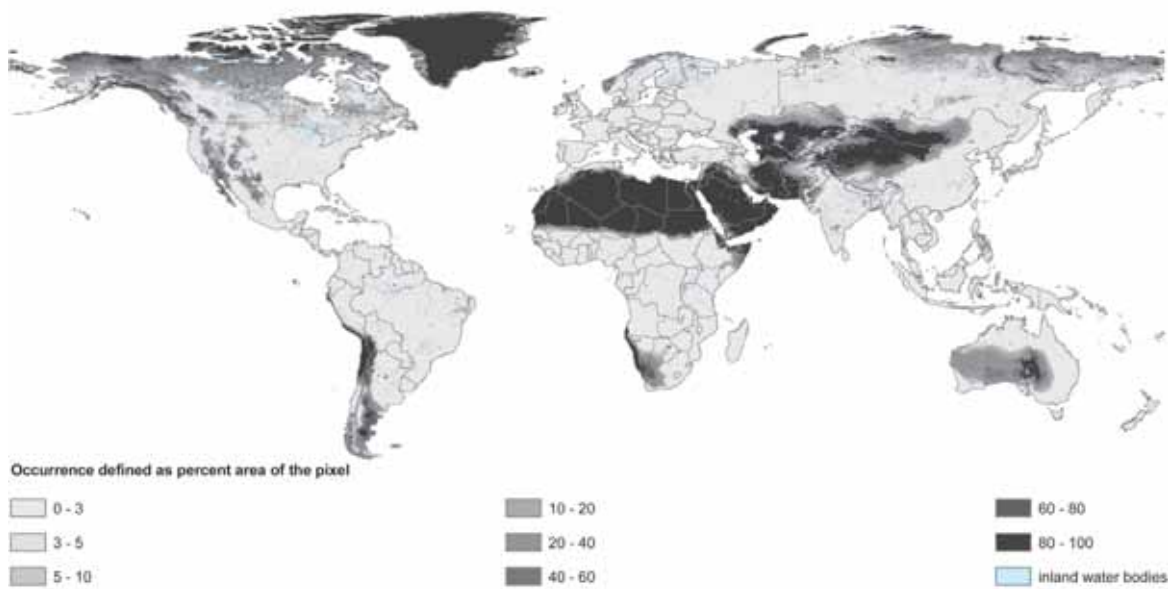 Occurrence defined as percent area of the pixel
0 - 3
3 - 5
5 - 10
10 - 20
20 - 40
40 - 60
60 - 80
80 - 100
inland water bodies